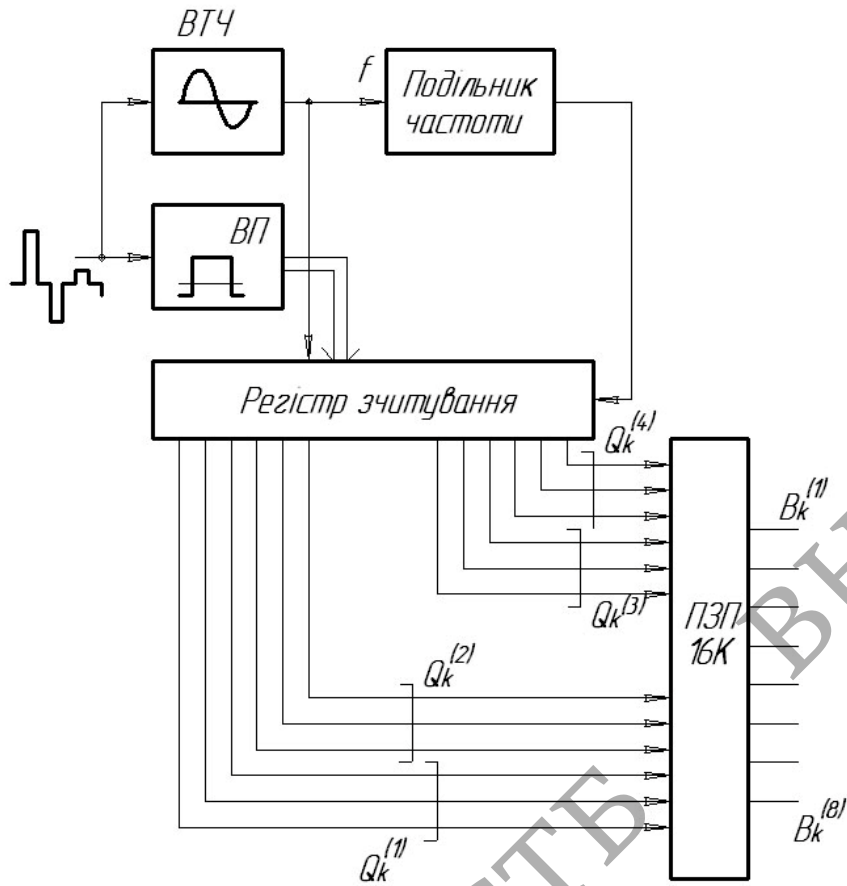 ВТЧ
f
Подільник
частоти
ВП
Регістр зчитування
Qk(4)
Bk(1)
Qk(3)
ПЗП
16К
Qk(2)
Bk(8)
Qk(1)